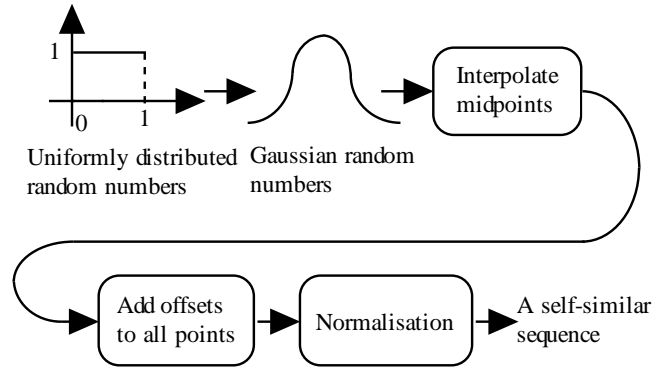 1
0
1
Uniformly distributed
random numbers
Gaussian random
numbers
Interpolate
midpoints
Add offsets
to all points
Normalisation
A self-similar
sequence